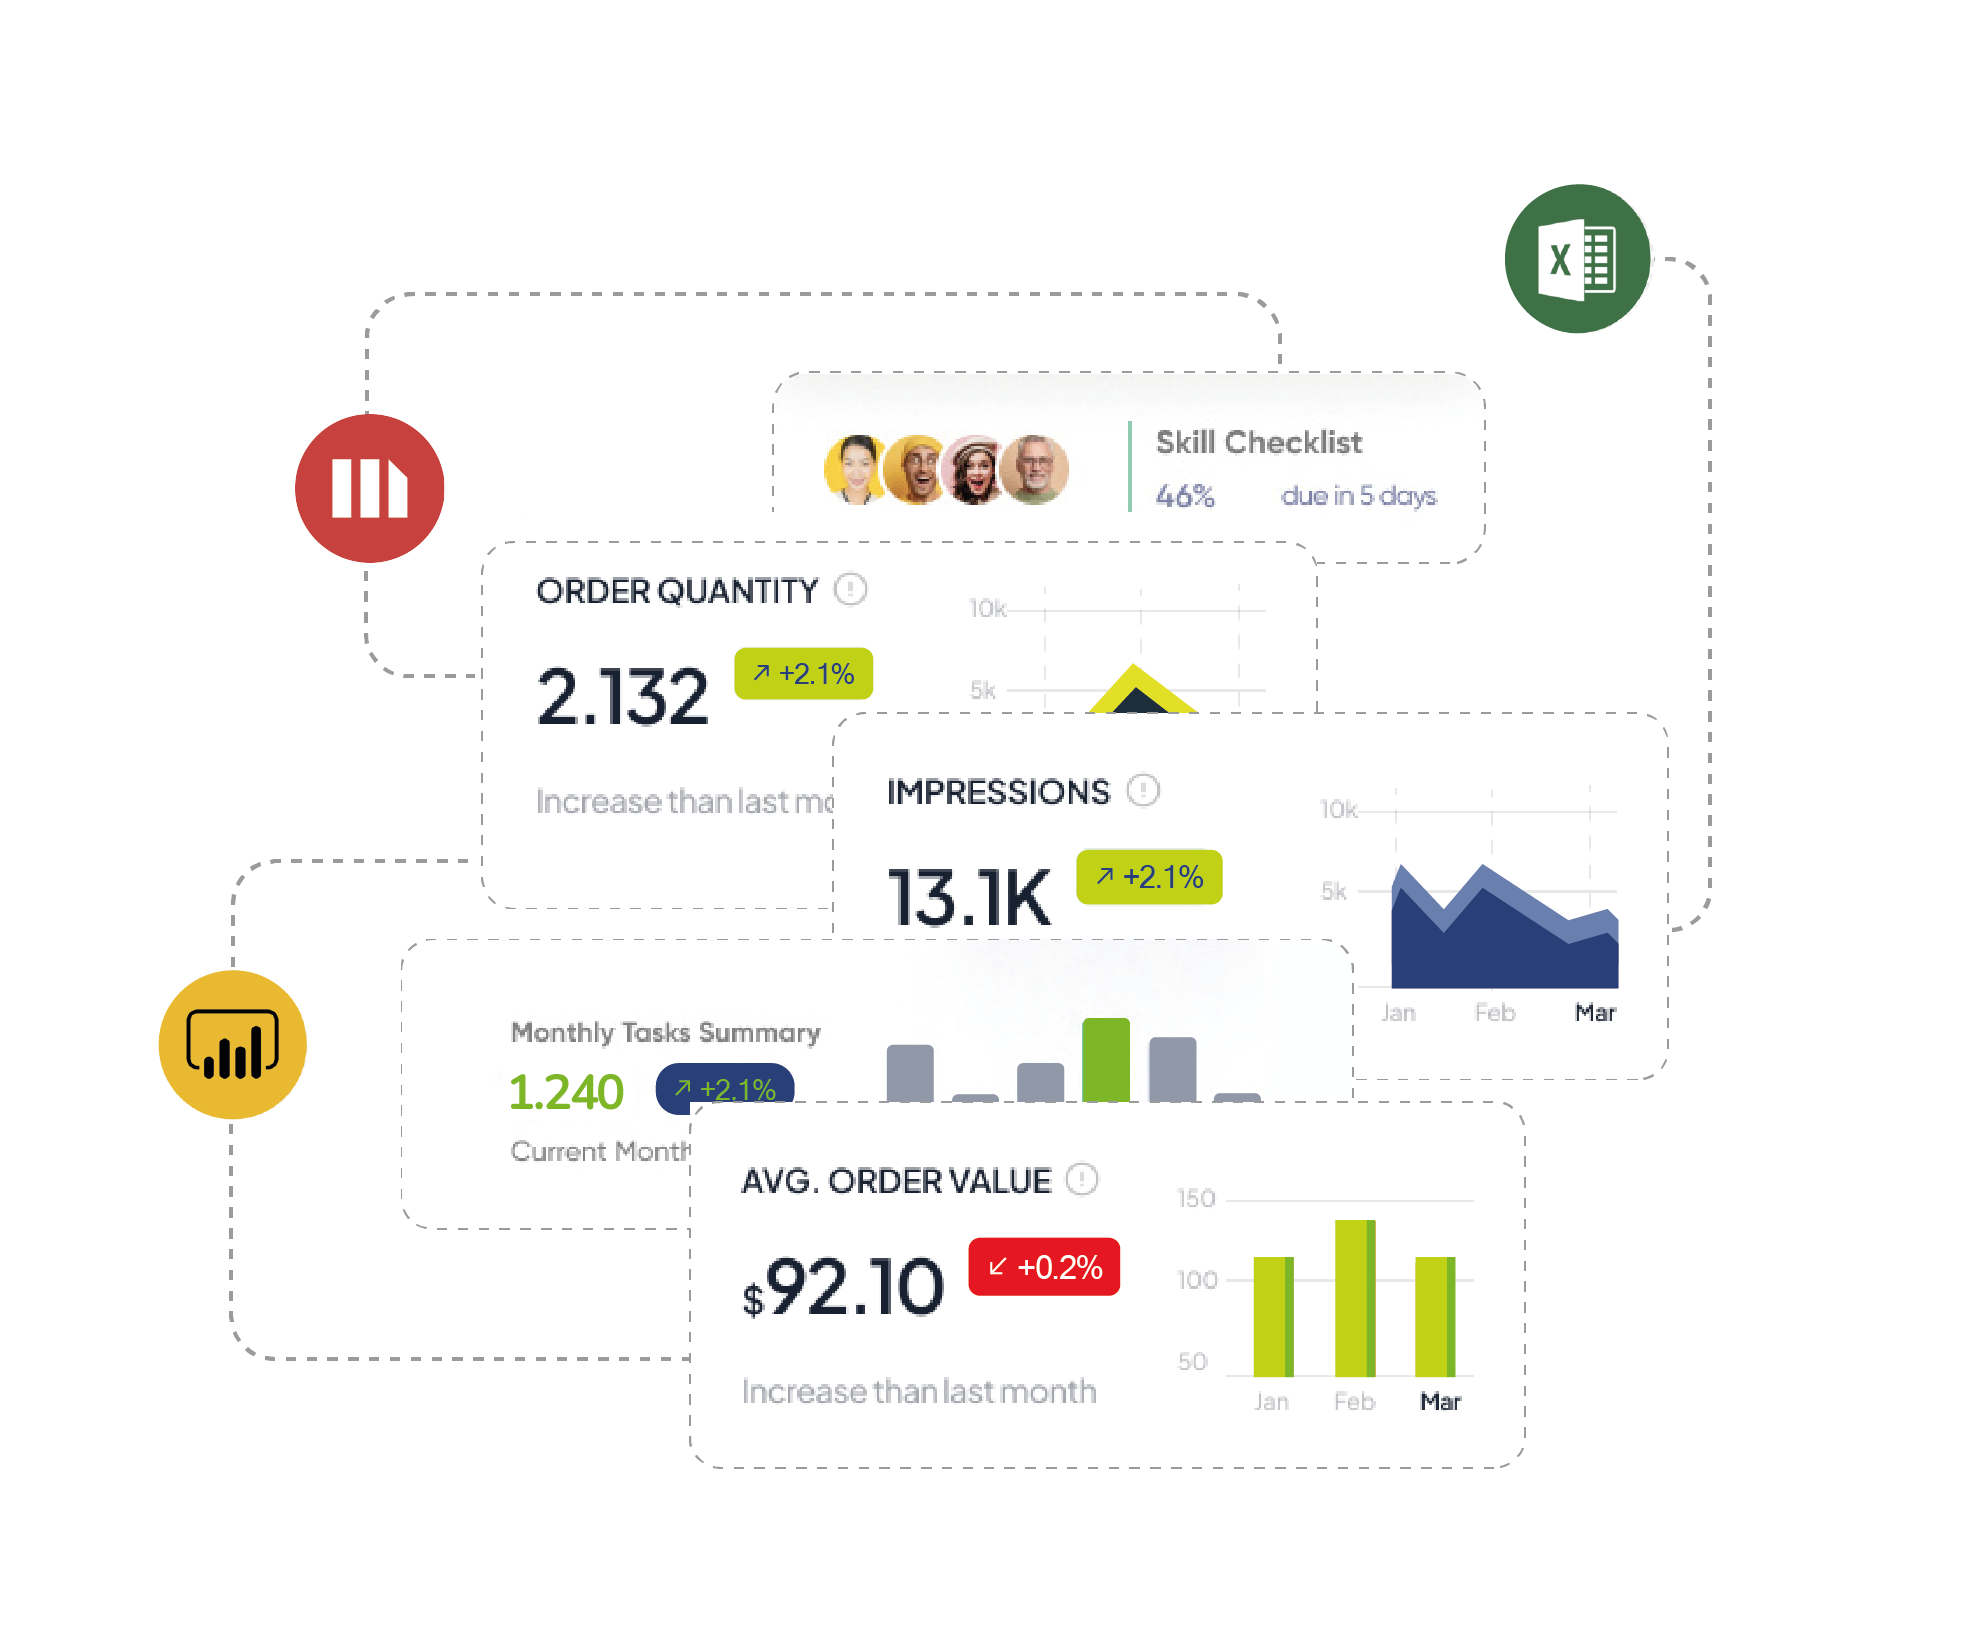 X
Skill Checklist
46% due in 5 days
ORDER QUANTITY
2.132 +2.1%
Increase than last mo
10k
5k
IMPRESSIONS
13.1K +2.1%
10k
5k
Jan Feb Mar
Monthly Tasks Summary
1.240 +2.1%
Current Month
AVG. ORDER VALUE
$92.10 +0.2%
Increase than last month
150
100
50
Jan Feb Mar